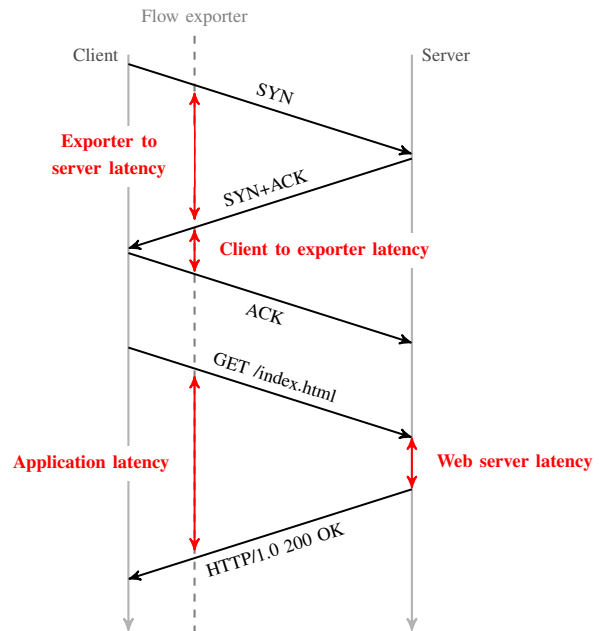 Flow exporter
Client
Server
SYN
Exporter to
server latency
SYN+ACK
Client to exporter latency
ACK
GET /index.html
Application latency
Web server latency
HTTP/1.0 200 OK